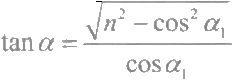 tan α = √(n² − cos² α₁) / cos α₁